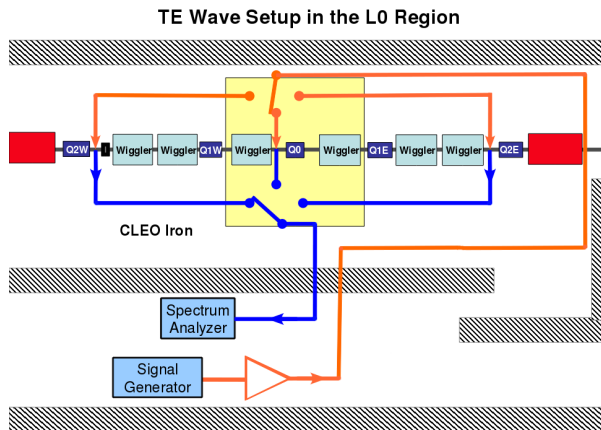 TE Wave Setup in the L0 Region
Q2W Wiggler Wiggler Q1W Wiggler Q0 Wiggler Q1E Wiggler Wiggler Q2E
CLEO Iron
Spectrum
Analyzer
Signal
Generator